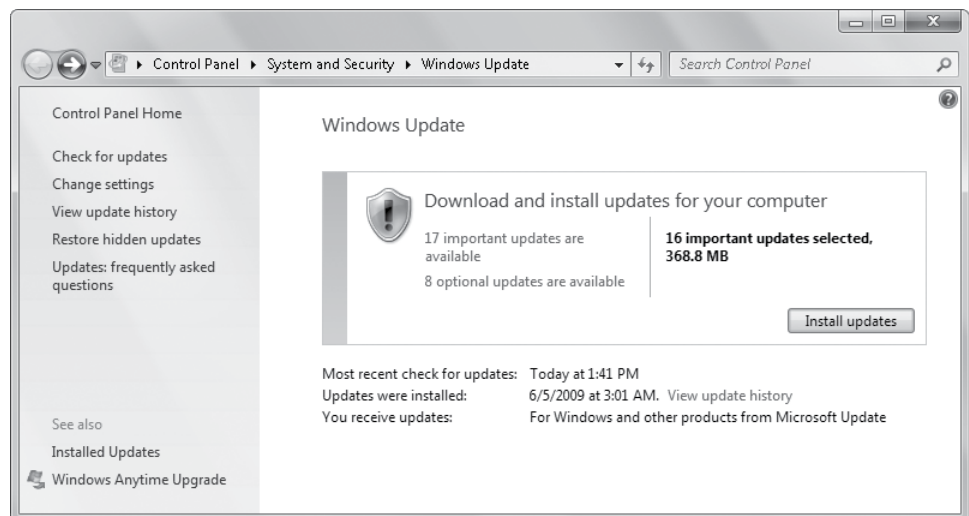 Control Panel ▸ System and Security ▸ Windows Update
Search Control Panel
Control Panel Home
Check for updates
Change settings
View update history
Restore hidden updates
Updates: frequently asked
questions
See also
Installed Updates
Windows Anytime Upgrade
Windows Update
Download and install updates for your computer
17 important updates are
available
8 optional updates are available
16 important updates selected,
368.8 MB
Install updates
Most recent check for updates: Today at 1:41 PM
Updates were installed: 6/5/2009 at 3:01 AM. View update history
You receive updates: For Windows and other products from Microsoft Update